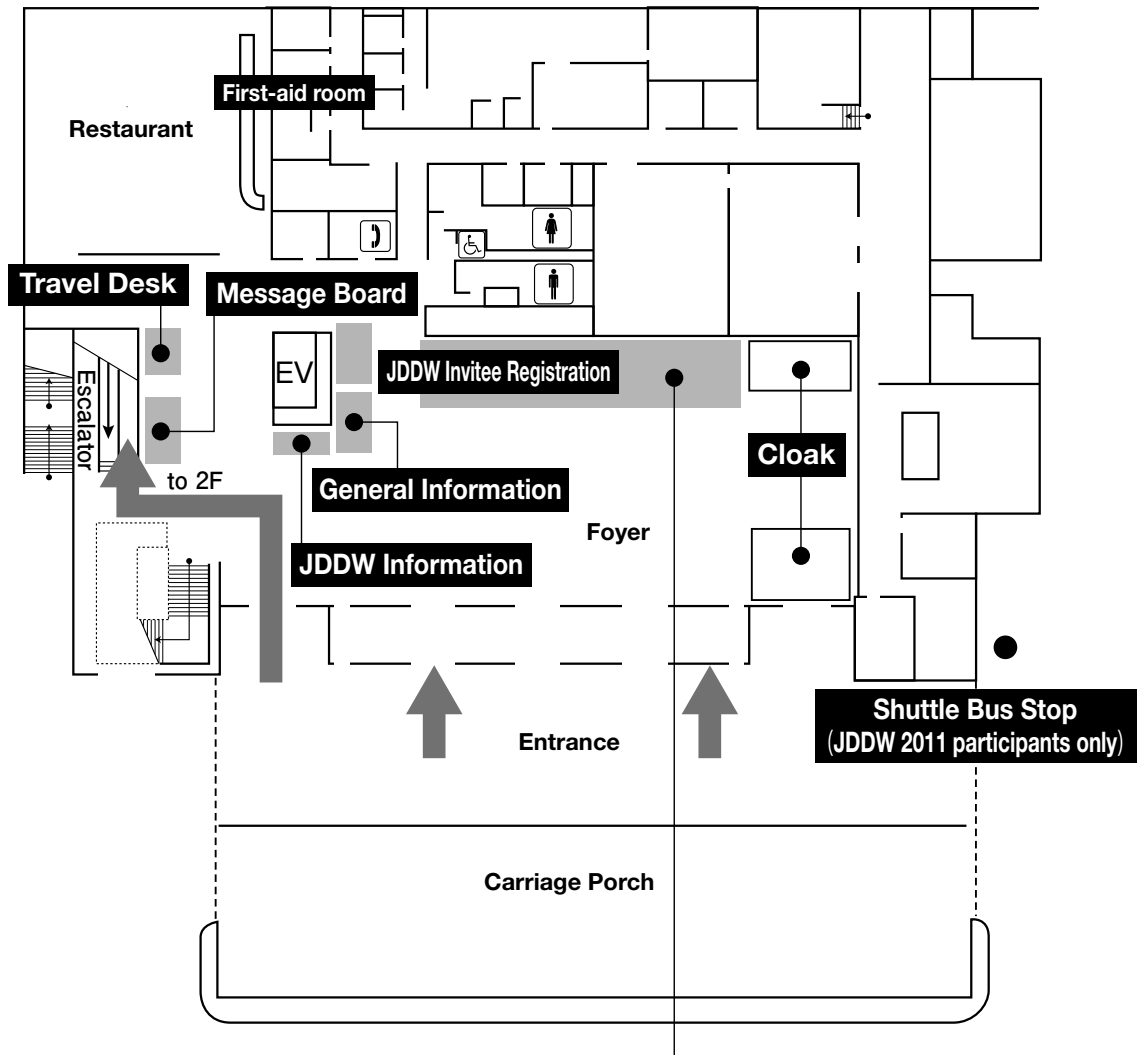 First-aid room
Restaurant
Travel Desk
Message Board
EV
JDDW Invitee Registration
Escalator
Cloak
to 2F
General Information
Foyer
JDDW Information
Shuttle Bus Stop
(JDDW 2011 participants only)
Entrance
Carriage Porch